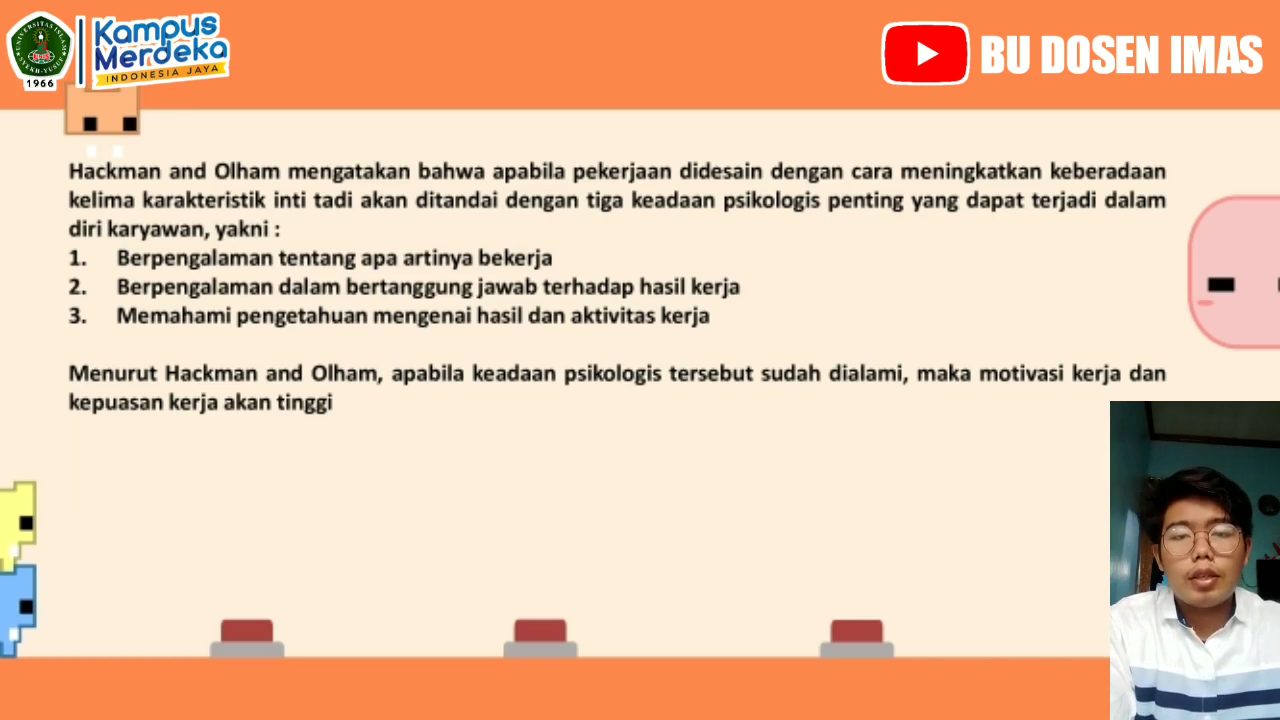 UNIVERSITAS ISLAM
SYEKH-YUSUF
1966
Kampus
Merdeka
INDONESIA JAYA
BU DOSEN IMAS
Hackman and Olham mengatakan bahwa apabila pekerjaan didesain dengan cara meningkatkan keberadaan
kelima karakteristik inti tadi akan ditandai dengan tiga keadaan psikologis penting yang dapat terjadi dalam
diri karyawan, yakni :
1. Berpengalaman tentang apa artinya bekerja
2. Berpengalaman dalam bertanggung jawab terhadap hasil kerja
3. Memahami pengetahuan mengenai hasil dan aktivitas kerja
Menurut Hackman and Olham, apabila keadaan psikologis tersebut sudah dialami, maka motivasi kerja dan
kepuasan kerja akan tinggi